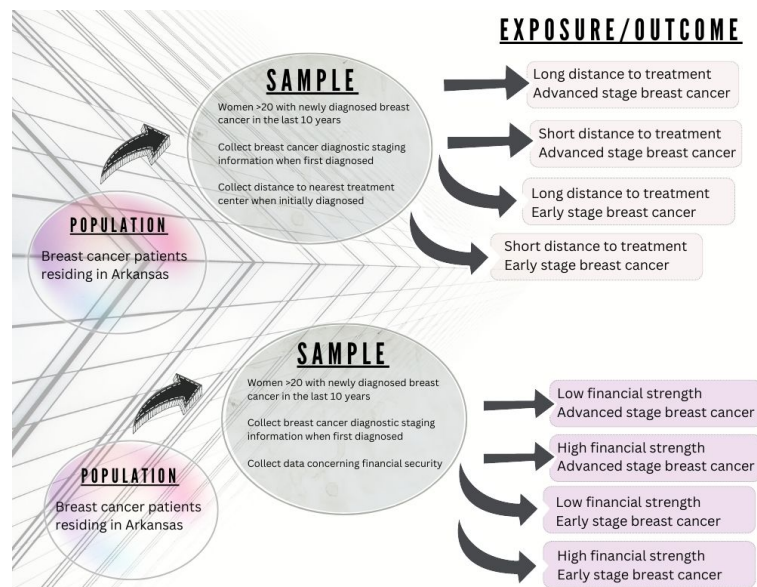 EXPOSURE/OUTCOME
SAMPLE
Women >20 with newly diagnosed breast
cancer in the last 10 years
Collect breast cancer diagnostic staging
information when first diagnosed
Collect distance to nearest treatment
center when initially diagnosed
Long distance to treatment
Advanced stage breast cancer
Short distance to treatment
Advanced stage breast cancer
Long distance to treatment
Early stage breast cancer
Short distance to treatment
Early stage breast cancer
POPULATION
Breast cancer patients
residing in Arkansas
SAMPLE
Women >20 with newly diagnosed breast
cancer in the last 10 years
Collect breast cancer diagnostic staging
information when first diagnosed
Collect data concerning financial security
Low financial strength
Advanced stage breast cancer
High financial strength
Advanced stage breast cancer
Low financial strength
Early stage breast cancer
High financial strength
Early stage breast cancer
POPULATION
Breast cancer patients
residing in Arkansas